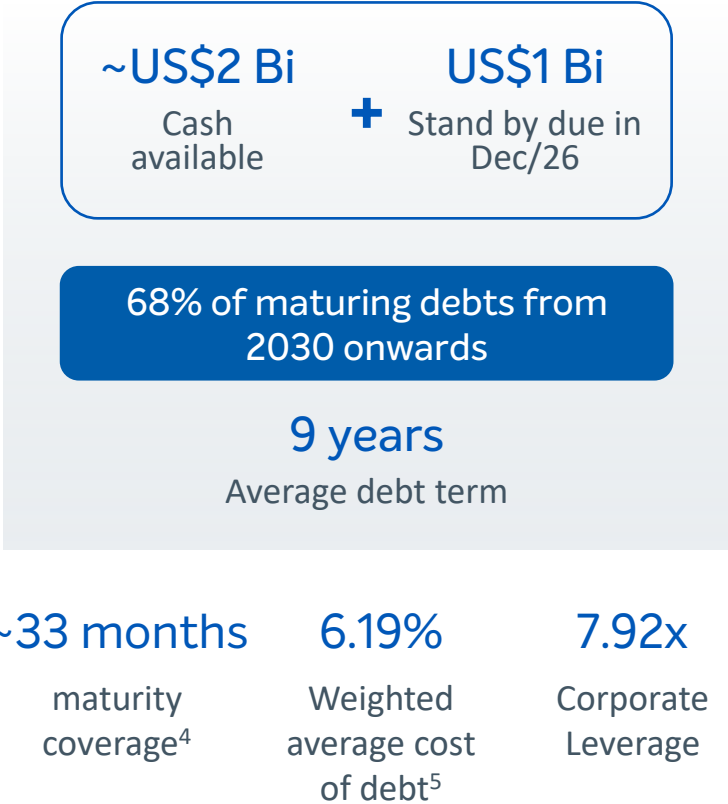 ~US$2 Bi
Cash
available
+
US$1 Bi
Stand by due in
Dec/26
68% of maturing debts from
2030 onwards
9 years
Average debt term
~33 months
maturity
coverage4
6.19%
Weighted
average cost
of debt5
7.92x
Corporate
Leverage